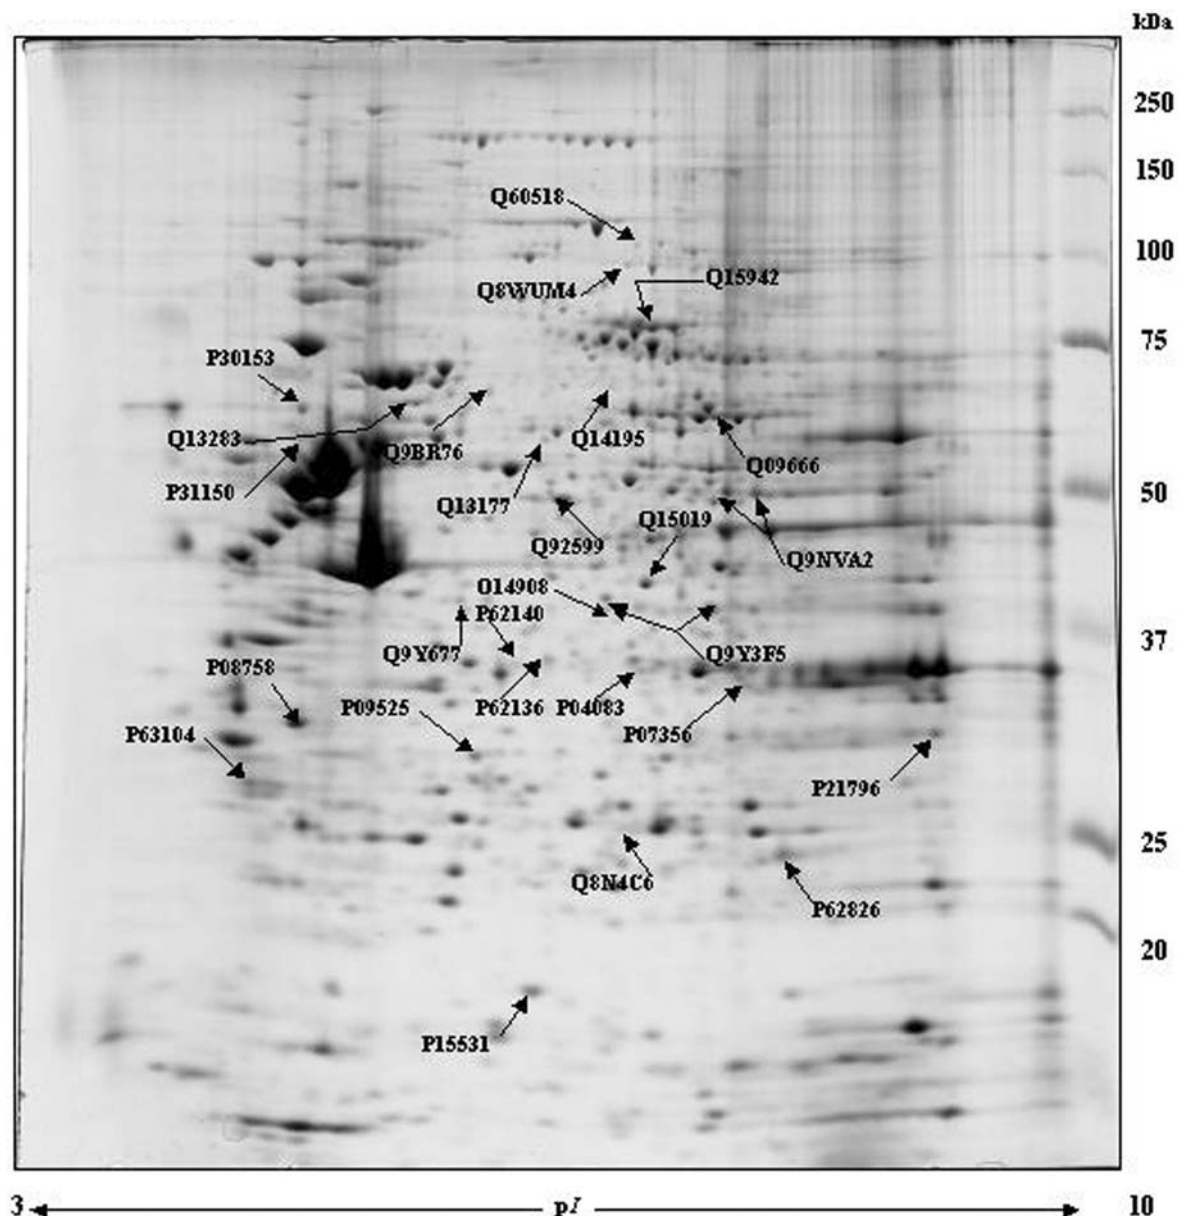 kDa
250
150
Q60518
100
Q8WUM4
Q15942
75
P30153
Q13283
Q9BR76
Q14195
Q09666
P31150
50
Q13177
Q15019
Q92599
Q9NVA2
O14908
P62140
37
Q9Y677
Q9Y3F5
P08758
P09525
P62136
P04083
P63104
P07356
P21796
25
Q8N4C6
P62826
20
P15531
3
pI
10